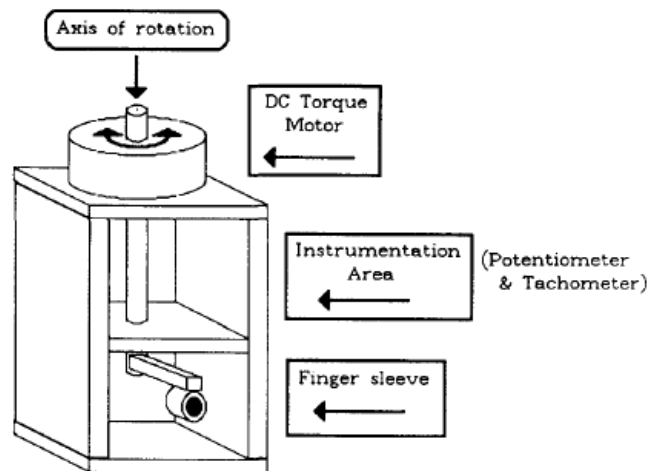 Axis of rotation
DC Torque
Motor
Instrumentation
Area
(Potentiometer
& Tachometer)
Finger sleeve